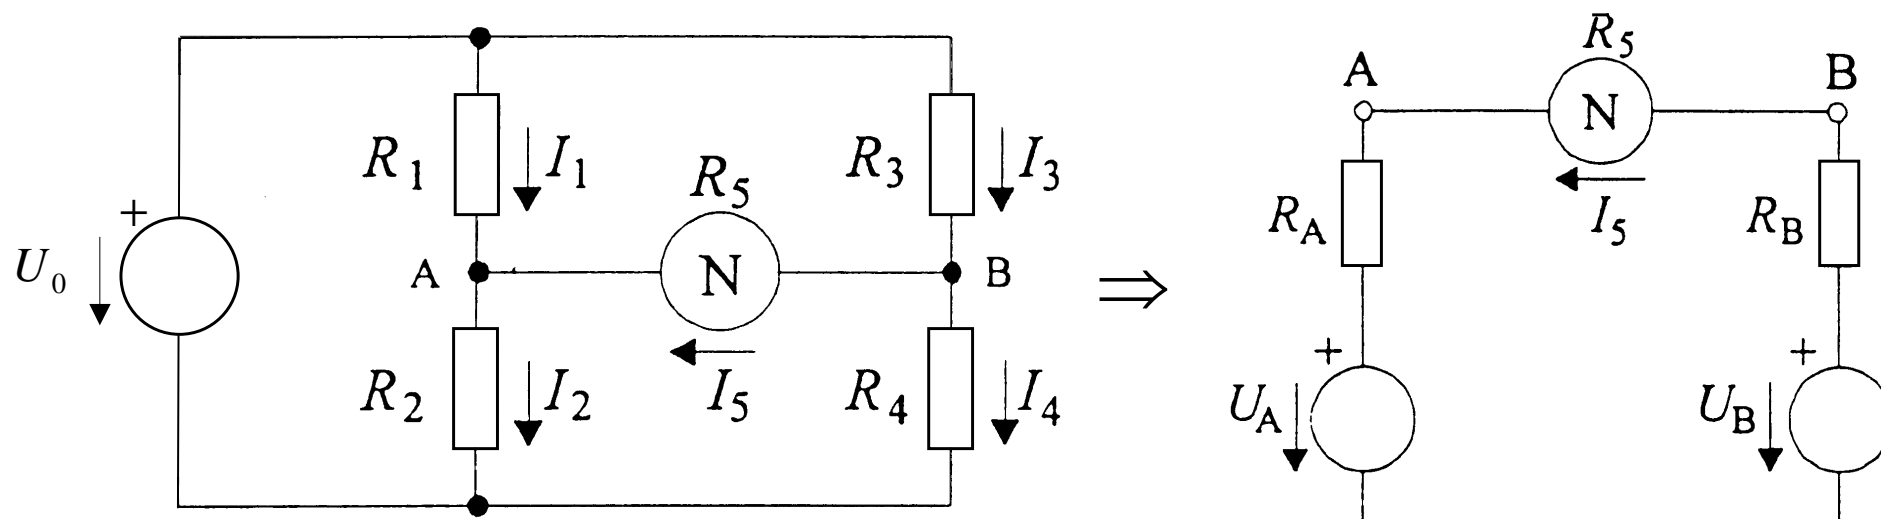 R5
A
B
N
I5
RA
RB
+
UA
+
UB
R1
I1
R3
I3
R5
+
U0
A
N
B
⇒
R2
I2
I5
R4
I4